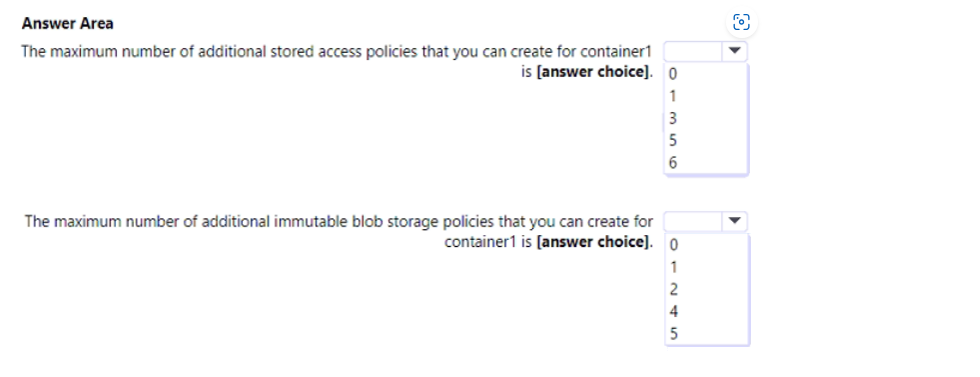 Answer Area
The maximum number of additional stored access policies that you can create for container1
is [answer choice].
0
1
3
5
6
The maximum number of additional immutable blob storage policies that you can create for
container1 is [answer choice].
0
1
2
4
5